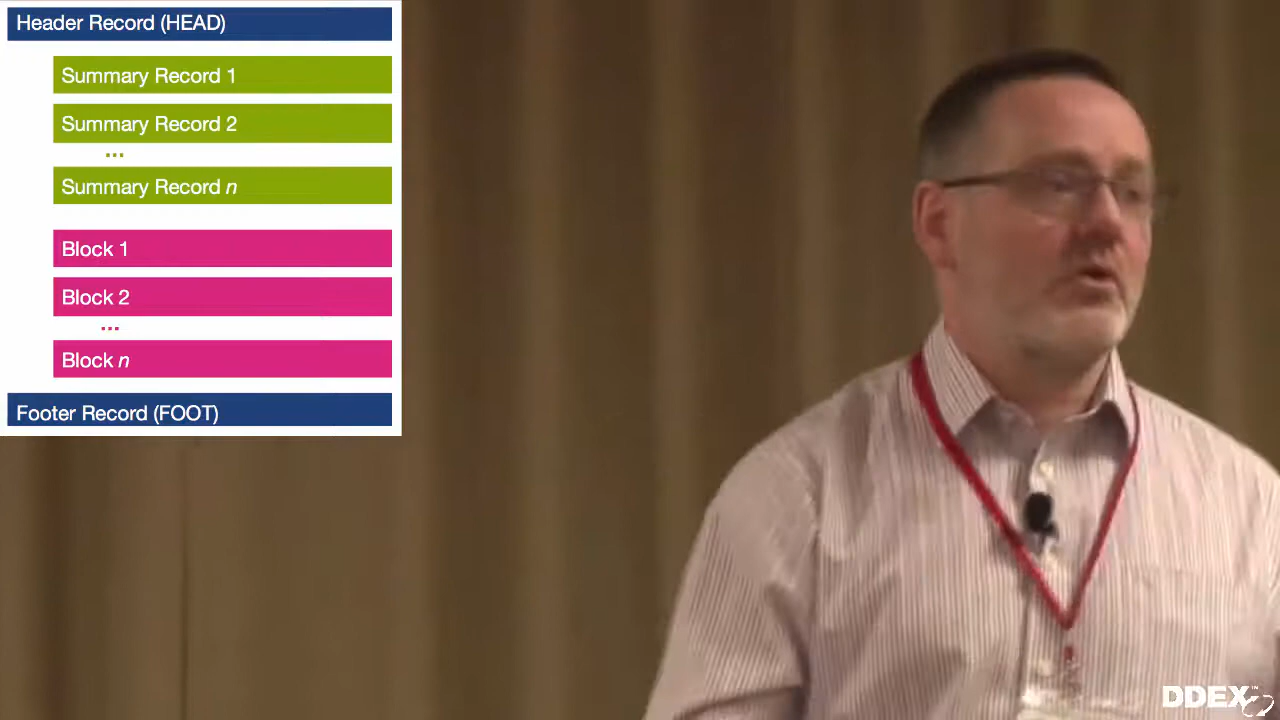 Header Record (HEAD)
Summary Record 1
Summary Record 2
...
Summary Record n
Block 1
Block 2
...
Block n
Footer Record (FOOT)
DDEX™